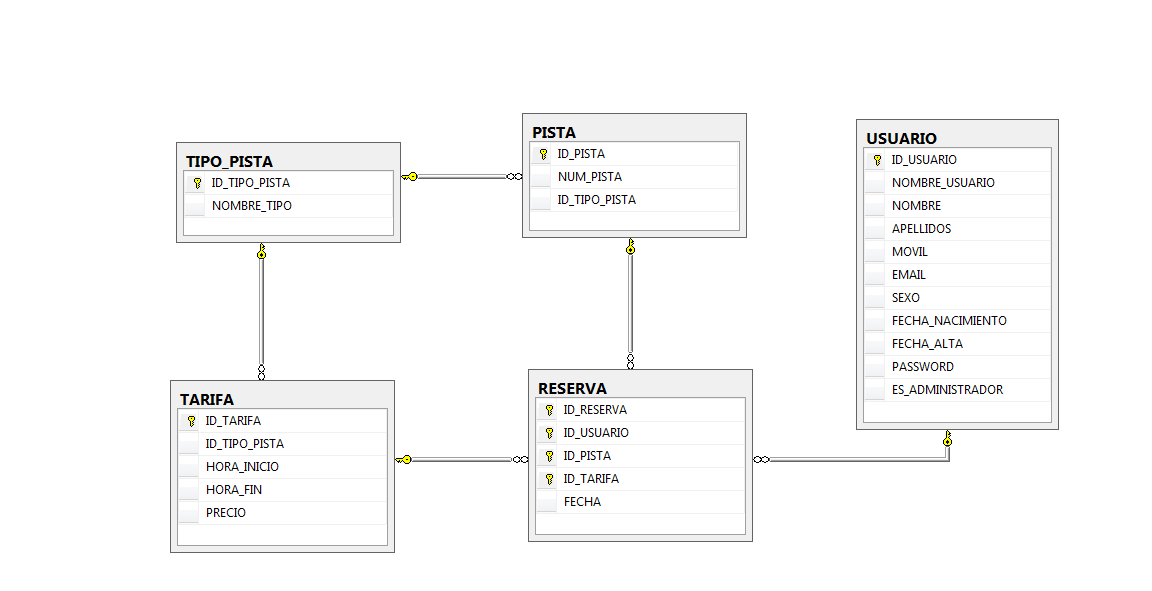 TIPO_PISTA
ID_TIPO_PISTA
NOMBRE_TIPO
PISTA
ID_PISTA
NUM_PISTA
ID_TIPO_PISTA
USUARIO
ID_USUARIO
NOMBRE_USUARIO
NOMBRE
APELLIDOS
MOVIL
EMAIL
SEXO
FECHA_NACIMIENTO
FECHA_ALTA
PASSWORD
ES_ADMINISTRADOR
TARIFA
ID_TARIFA
ID_TIPO_PISTA
HORA_INICIO
HORA_FIN
PRECIO
RESERVA
ID_RESERVA
ID_USUARIO
ID_PISTA
ID_TARIFA
FECHA